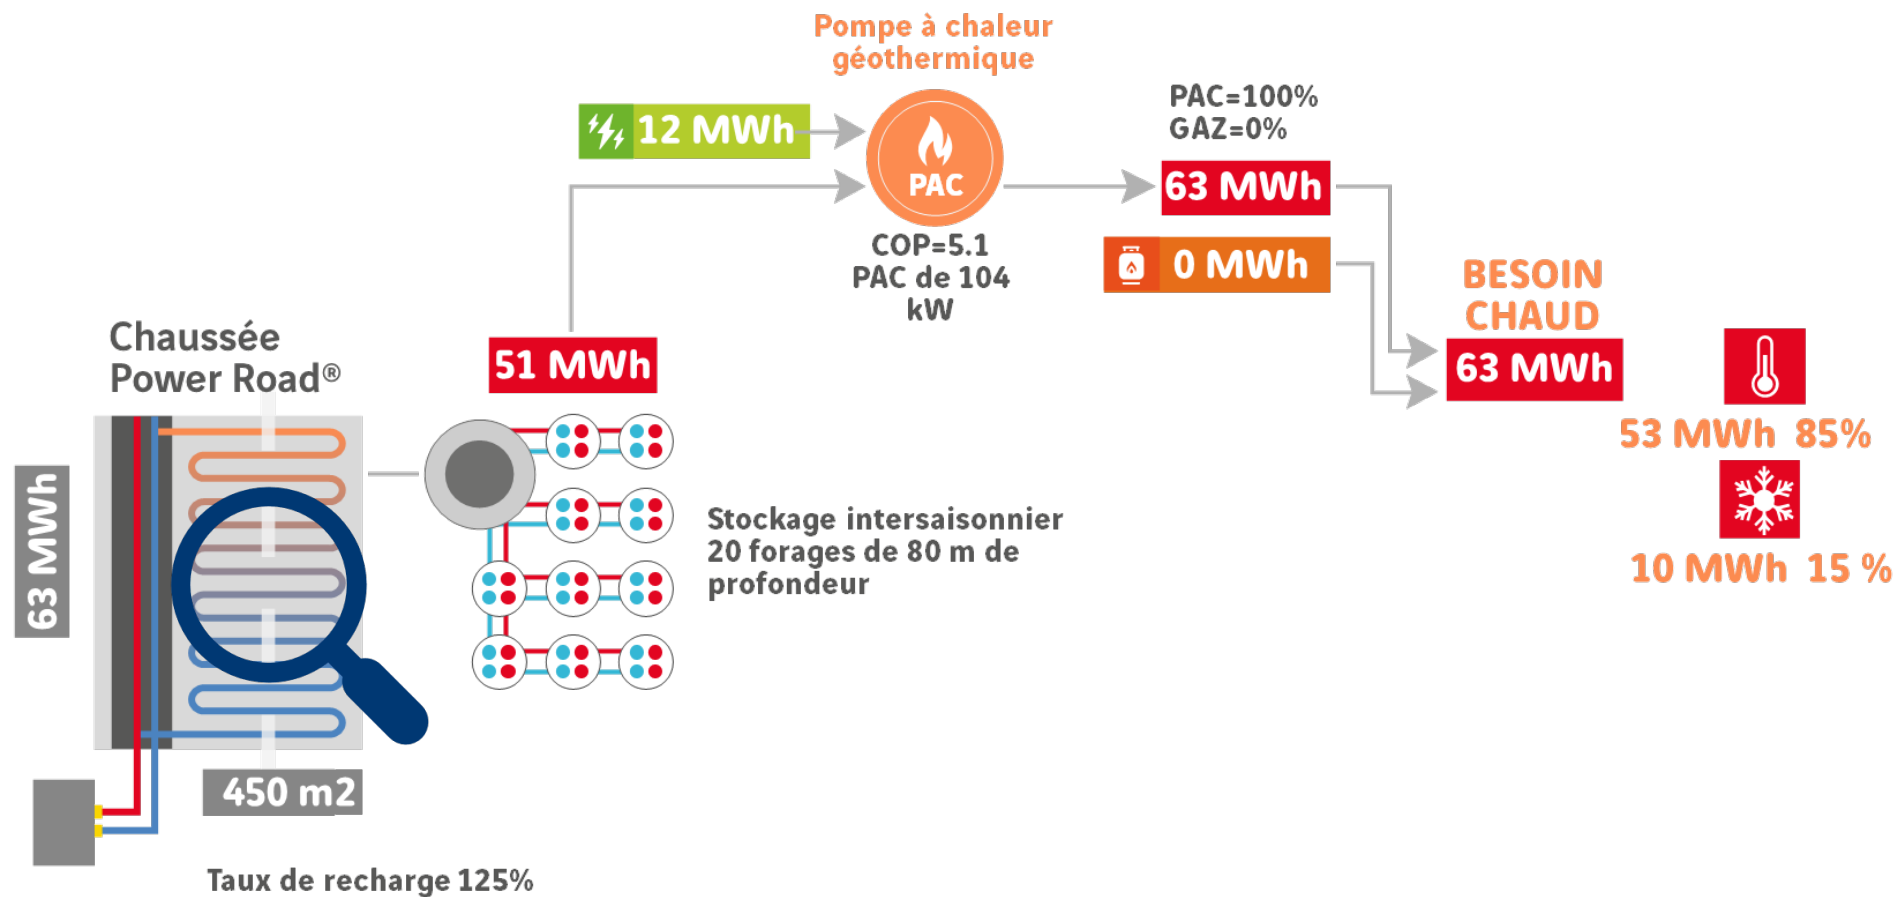 Pompe à chaleur
géothermique
12 MWh
PAC
COP=5.1
PAC de 104
kW
PAC=100%
GAZ=0%
63 MWh
0 MWh
BESOIN
CHAUD
63 MWh
53 MWh 85%
10 MWh 15 %
51 MWh
Chaussée
Power Road®
63 MWh
Stockage intersaisonnier
20 forages de 80 m de
profondeur
450 m2
Taux de recharge 125%